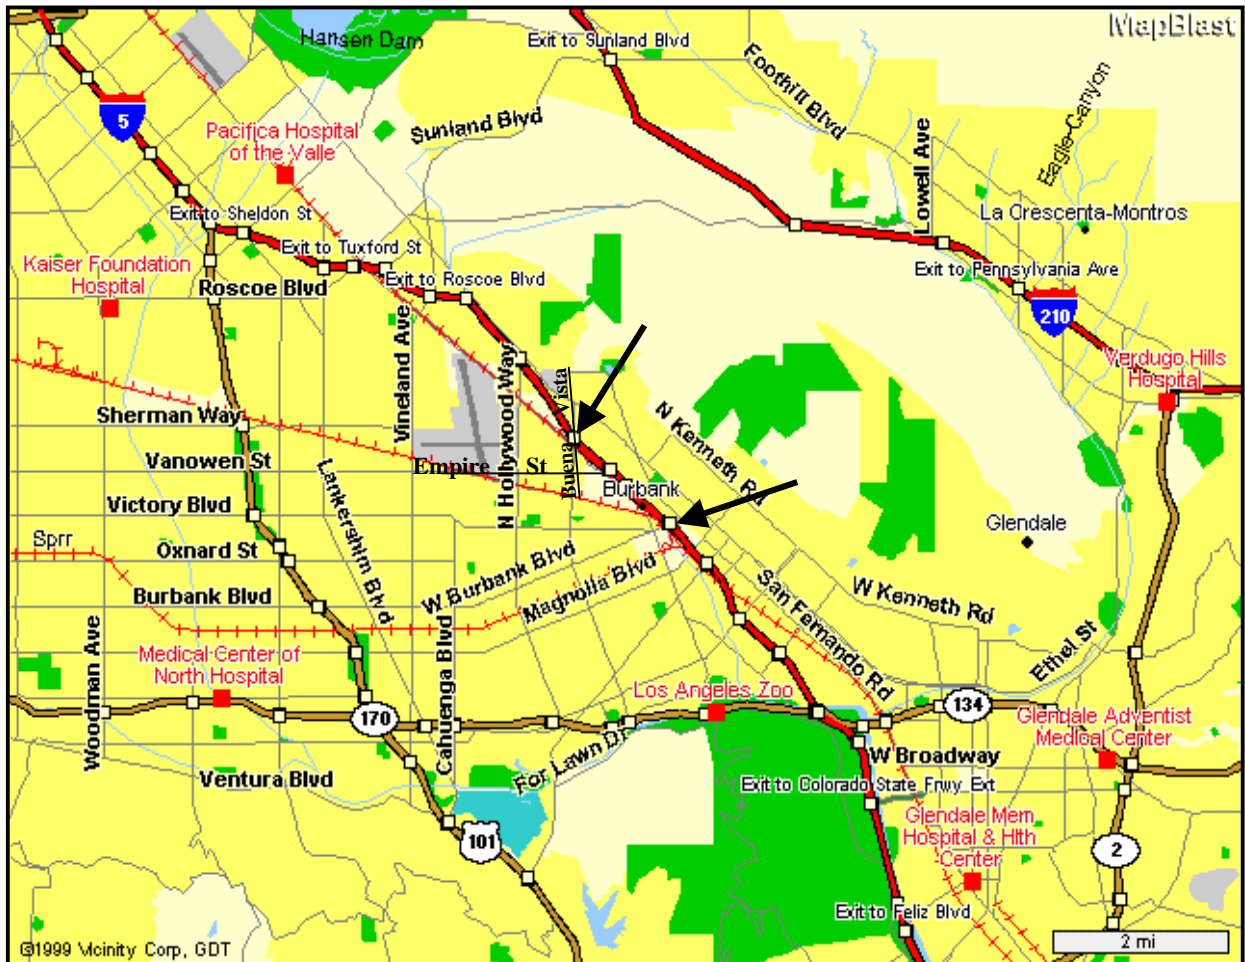 MapBlast
Hansen Dam
Exit to Sunland Blvd
Foothill Blvd
Eagle-Canyon
5
Sunland Blvd
Pacifica Hospital
of the Valle
Lowell Ave
Exit to Sheldon St
La Crescenta-Montros
Exit to Tuxford St
Kaiser Foundation
Hospital
Exit to Roscoe Blvd
Exit to Pennsylvania Ave
Roscoe Blvd
210
Vineland Ave
N Hollywood Way
Verdugo Hills
Hospital
Buena Vista
Sherman Way
N Kenneth Rd
Vanowen St
Empire St
Lankershim Blvd
Burbank
Victory Blvd
Glendale
Sprr
Oxnard St
W Burbank Blvd
Magnolla Blvd
San Fernando Rd
W Kenneth Rd
Burbank Blvd
Woodman Ave
Cahuenga Blvd
Ethel St
Medical Center of
North Hospital
Los Angeles Zoo
170
134
Glendale Adventist
Medical Center
W Broadway
For Lawn Dr
Ventura Blvd
Exit to Colorado State Frwy Ext
Glendale Mem
Hospital & Hlth
Center
101
2
Exit to Feliz Blvd
©1999 Vicinity Corp, GDT
2 mi